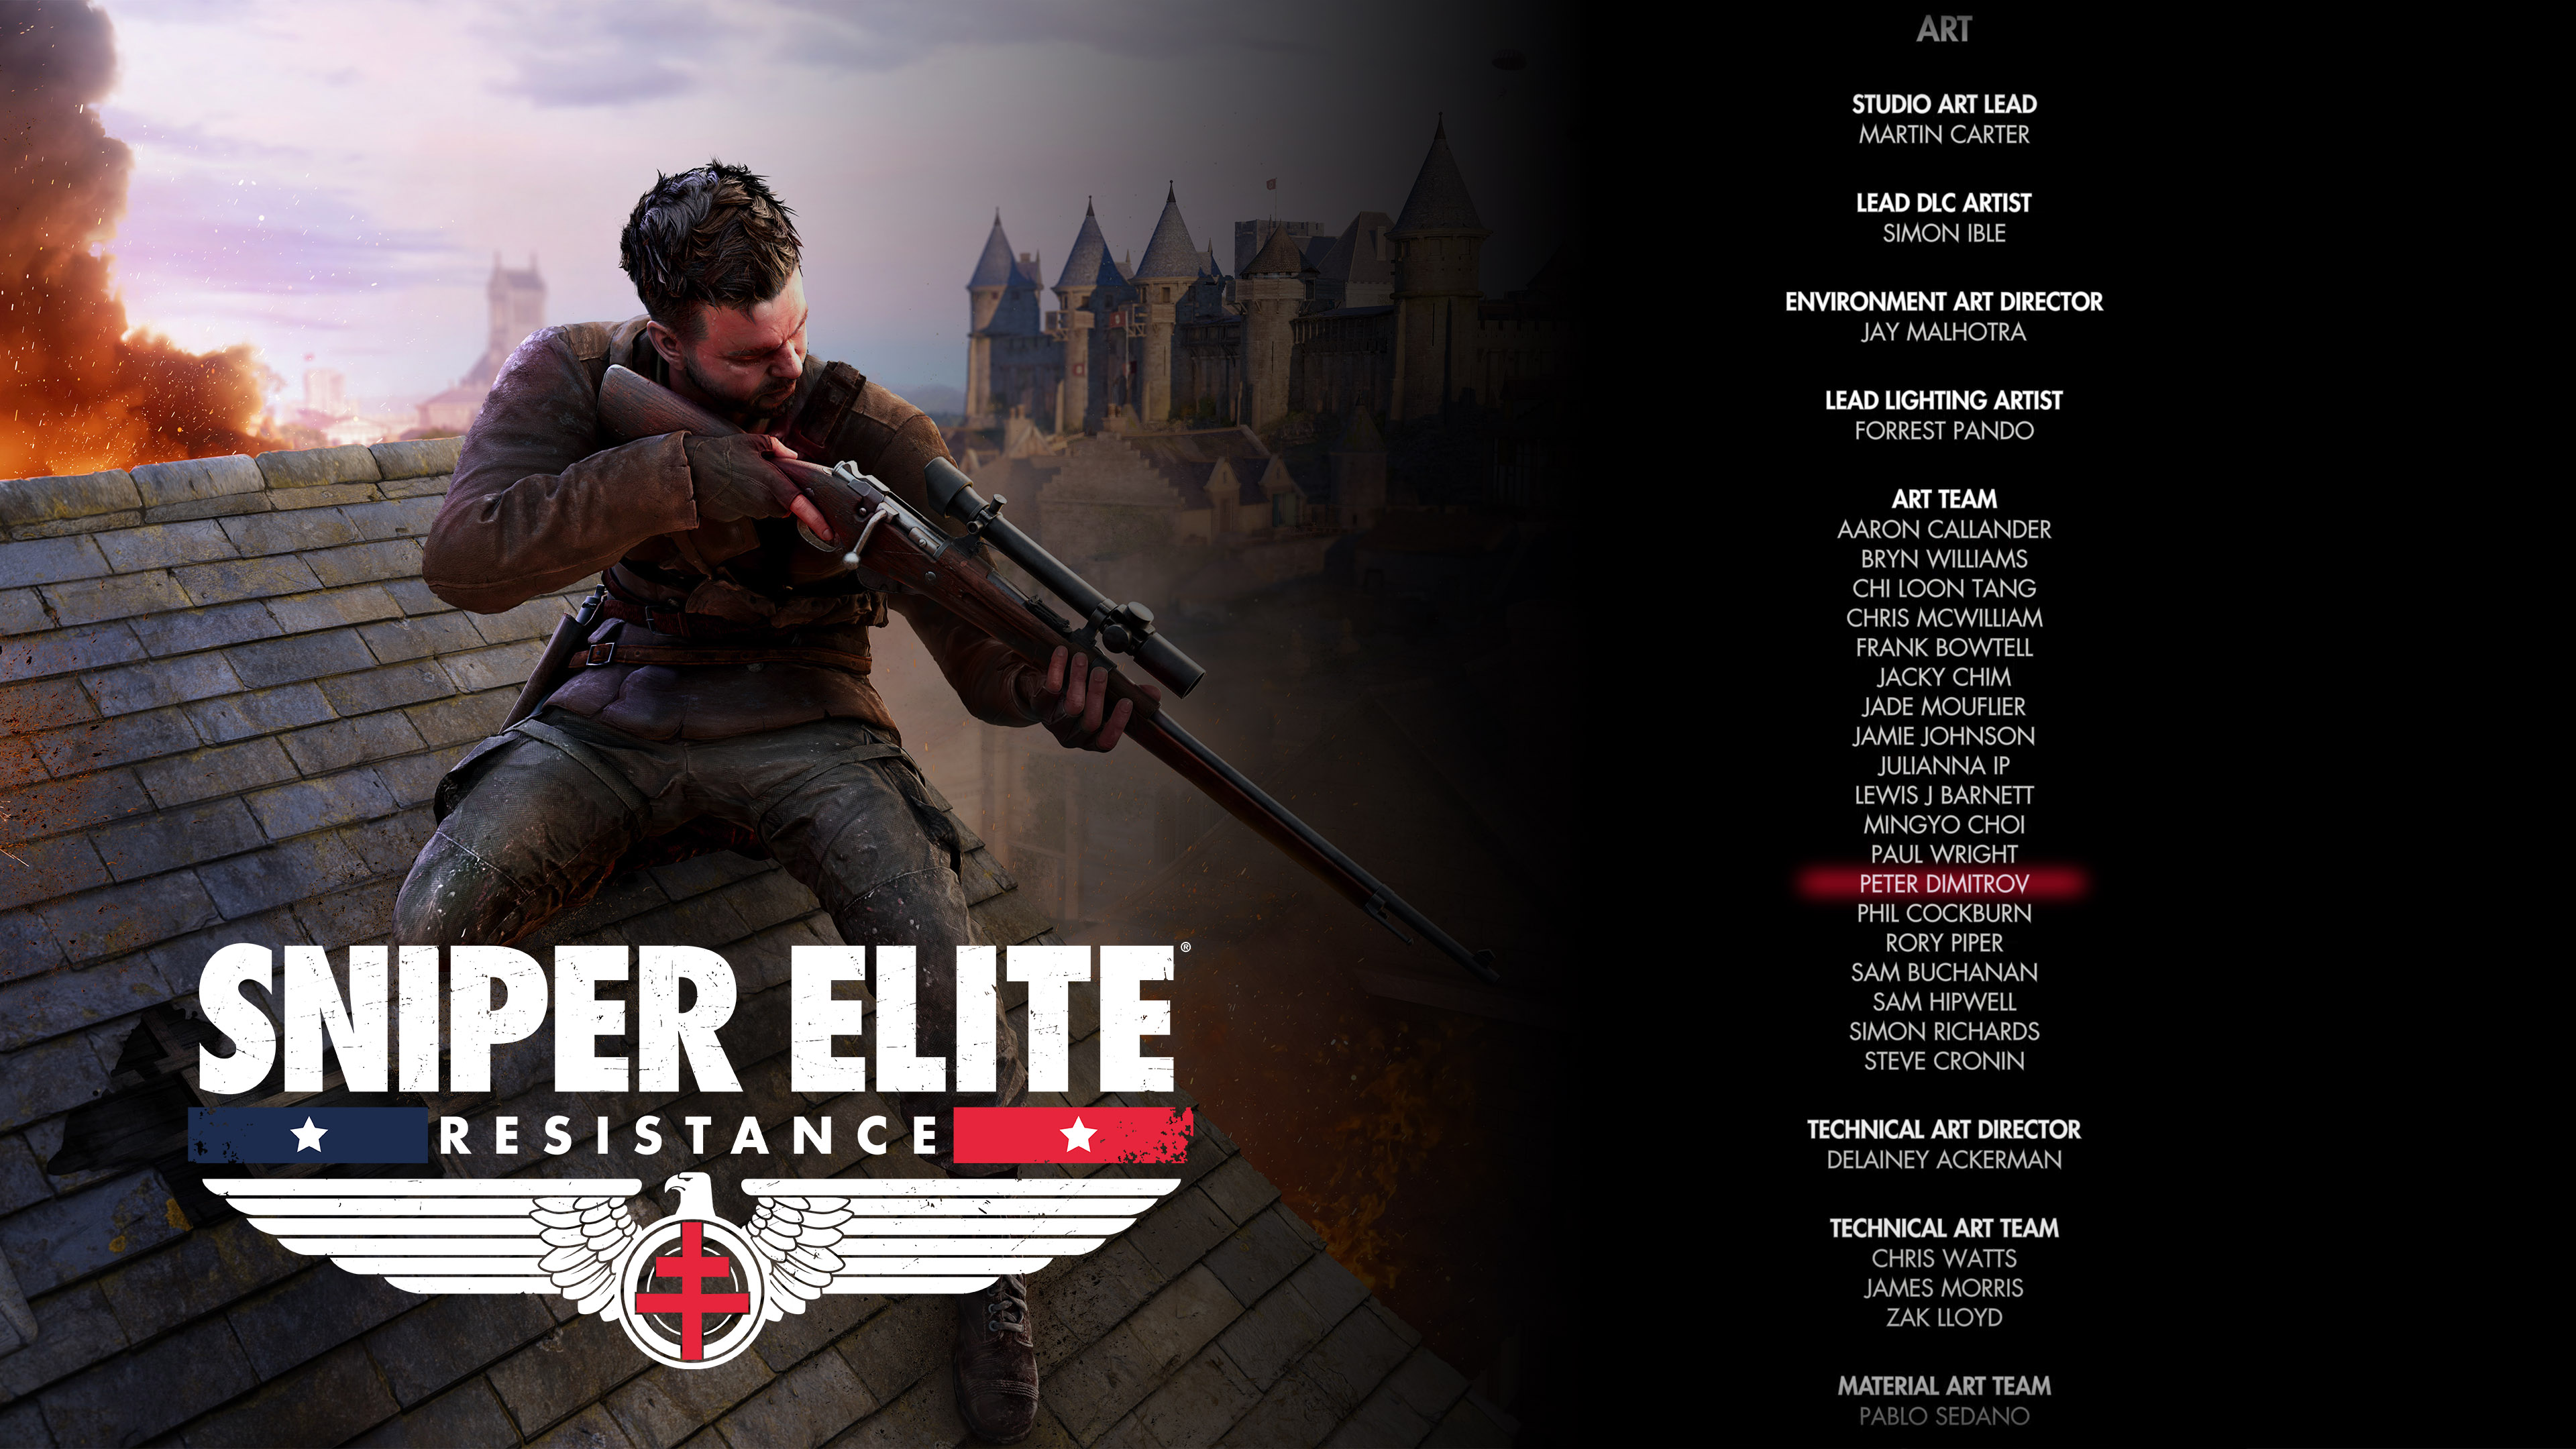 SNIPER ELITE®
RESISTANCE
ART
STUDIO ART LEAD
MARTIN CARTER
LEAD DLC ARTIST
SIMON IBLE
ENVIRONMENT ART DIRECTOR
JAY MALHOTRA
LEAD LIGHTING ARTIST
FORREST PANDO
ART TEAM
AARON CALLANDER
BRYN WILLIAMS
CHI LOON TANG
CHRIS MCWILLIAM
FRANK BOWTELL
JACKY CHIM
JADE MOUFLIER
JAMIE JOHNSON
JULIANNA IP
LEWIS J BARNETT
MINGYO CHOI
PAUL WRIGHT
PETER DIMITROV
PHIL COCKBURN
RORY PIPER
SAM BUCHANAN
SAM HIPWELL
SIMON RICHARDS
STEVE CRONIN
TECHNICAL ART DIRECTOR
DELAINEY ACKERMAN
TECHNICAL ART TEAM
CHRIS WATTS
JAMES MORRIS
ZAK LLOYD
MATERIAL ART TEAM
PABLO SEDANO